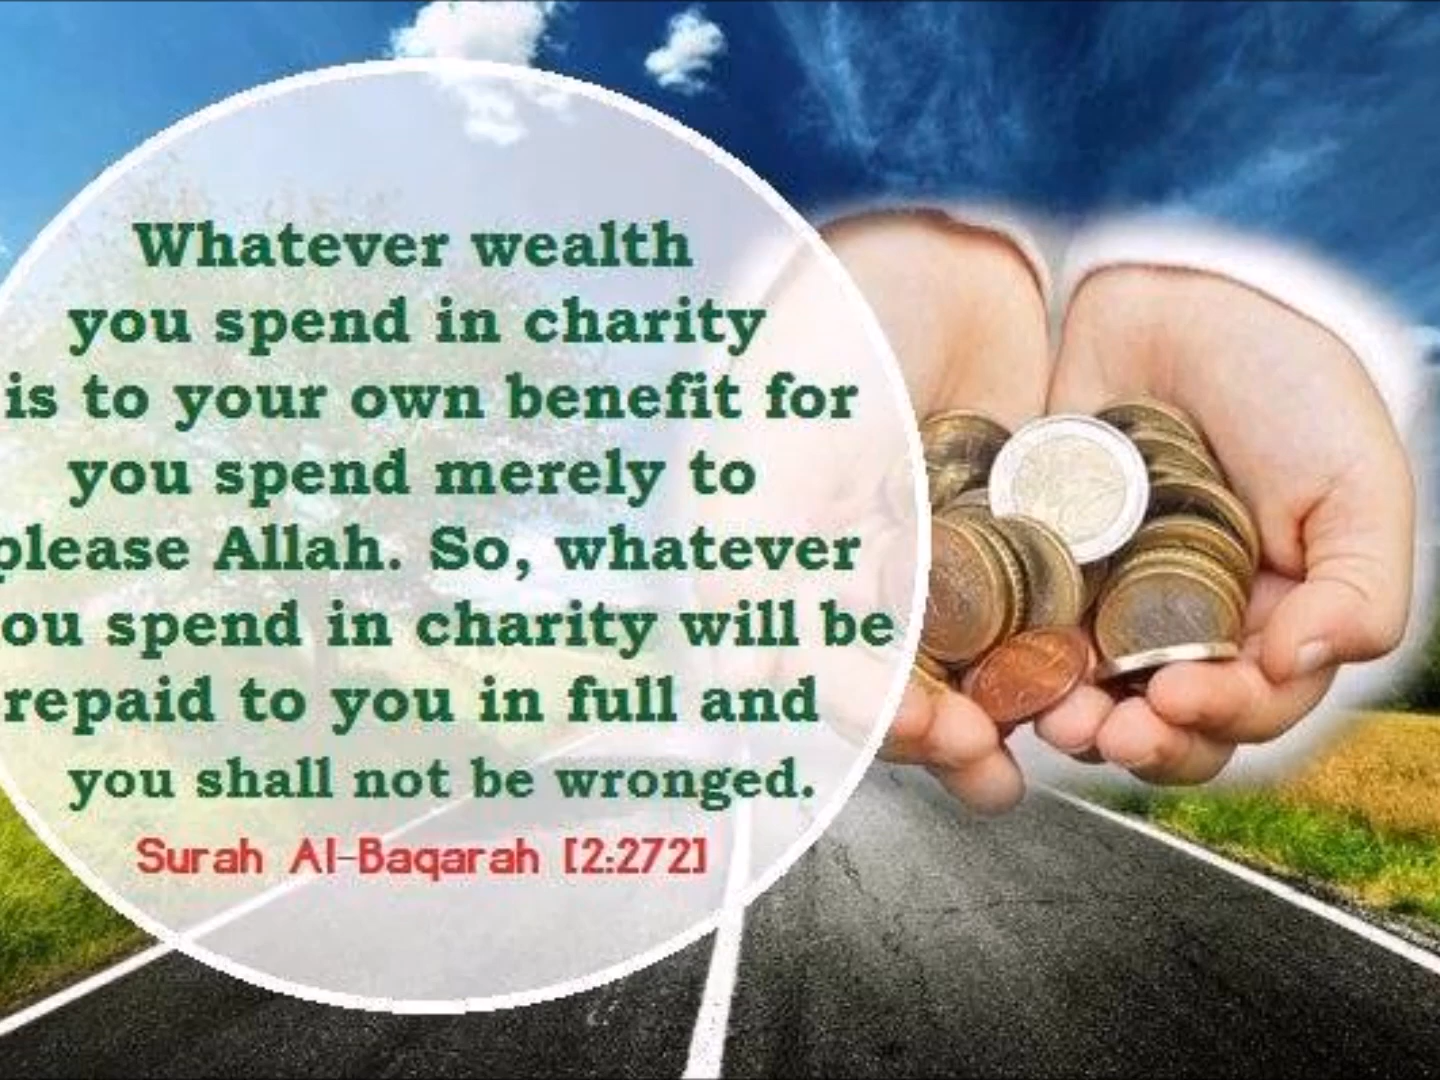 Whatever wealth
you spend in charity
is to your own benefit for
you spend merely to
please Allah. So, whatever
ou spend in charity will be
repaid to you in full and
you shall not be wronged.
Surah Al-Baqarah [2:272]